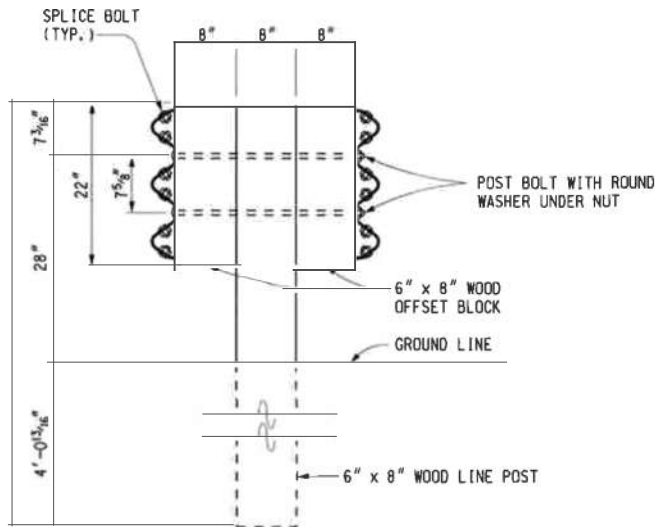 SPLICE BOLT
(TYP.)
8" 8" 8"
7 3/16"
22"
7 5/8"
28"
POST BOLT WITH ROUND
WASHER UNDER NUT
6" x 8" WOOD
OFFSET BLOCK
GROUND LINE
4'-0 13/16"
6" x 8" WOOD LINE POST